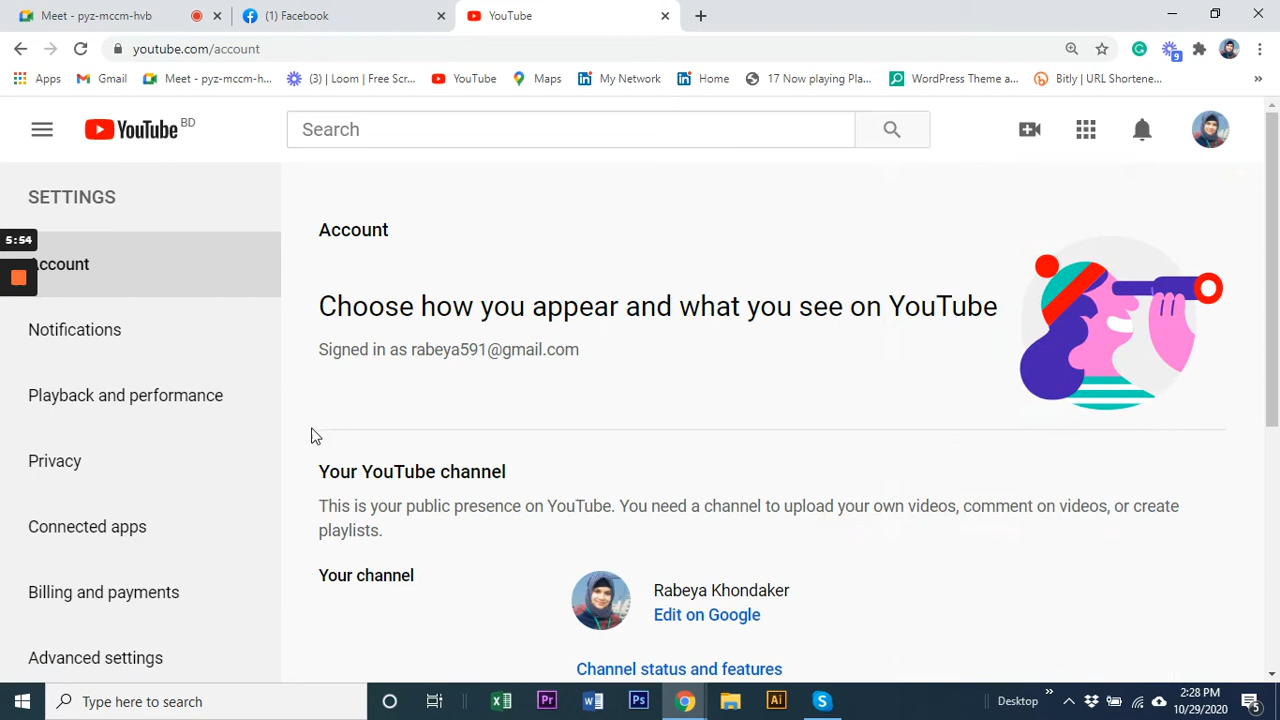 Meet - pyz-mccm-hvb
(1) Facebook
YouTube
youtube.com/account
Apps
Gmail
Meet - pyz-mccm-h...
(3) | Loom | Free Scr...
YouTube
Maps
My Network
Home
17 Now playing Pla...
WordPress Theme a...
Bitly | URL Shortene...
9
YouTube BD
Search
SETTINGS
5:54
ccount
Notifications
Playback and performance
Privacy
Connected apps
Billing and payments
Advanced settings
Account
Choose how you appear and what you see on YouTube
Signed in as rabeya591@gmail.com
Your YouTube channel
This is your public presence on YouTube. You need a channel to upload your own videos, comment on videos, or create
playlists.
Your channel
Rabeya Khondaker
Edit on Google
Channel status and features
Type here to search
Pr
Ps
Ai
Desktop
2:28 PM
10/29/2020
5